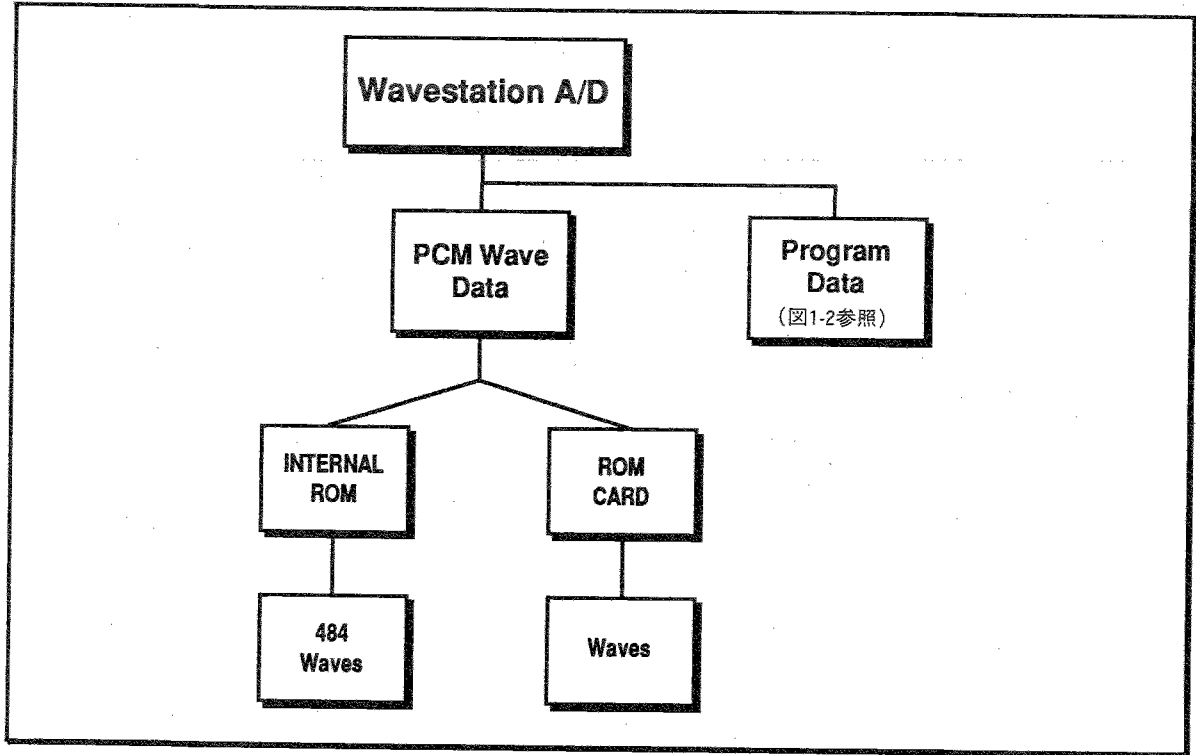 Wavestation A/D
PCM Wave
Data
Program
Data
(図1-2参照)
INTERNAL
ROM
ROM
CARD
484
Waves
Waves